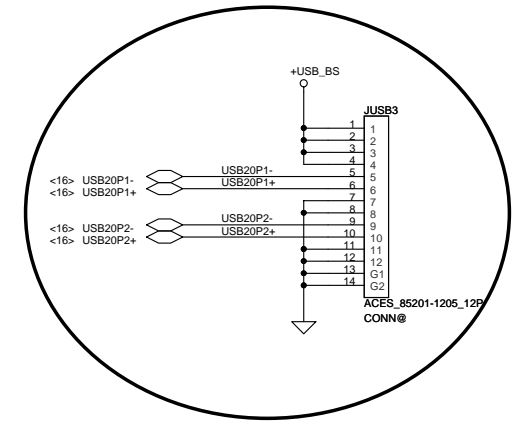 +USB_BS
JUSB3
1 1
2 2
3 3
4 4
<16> USB20P1- USB20P1- 5 5
<16> USB20P1+ USB20P1+ 6 6
7 7
8 8
<16> USB20P2- USB20P2- 9 9
<16> USB20P2+ USB20P2+ 10 10
11 11
12 12
13 G1
14 G2
ACES_85201-1205_12P
CONN@